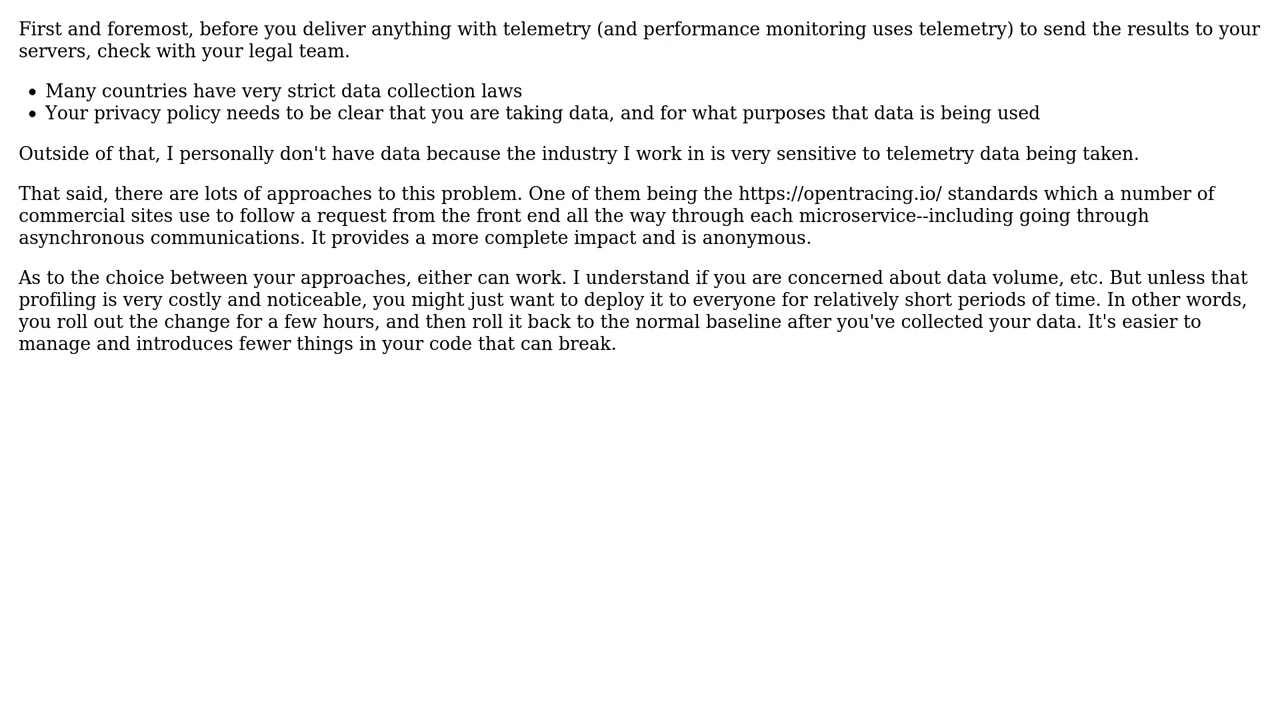 First and foremost, before you deliver anything with telemetry (and performance monitoring uses telemetry) to send the results to your
servers, check with your legal team.
• Many countries have very strict data collection laws
• Your privacy policy needs to be clear that you are taking data, and for what purposes that data is being used
Outside of that, I personally don't have data because the industry I work in is very sensitive to telemetry data being taken.
That said, there are lots of approaches to this problem. One of them being the https://opentracing.io/ standards which a number of
commercial sites use to follow a request from the front end all the way through each microservice--including going through
asynchronous communications. It provides a more complete impact and is anonymous.
As to the choice between your approaches, either can work. I understand if you are concerned about data volume, etc. But unless that
profiling is very costly and noticeable, you might just want to deploy it to everyone for relatively short periods of time. In other words,
you roll out the change for a few hours, and then roll it back to the normal baseline after you've collected your data. It's easier to
manage and introduces fewer things in your code that can break.